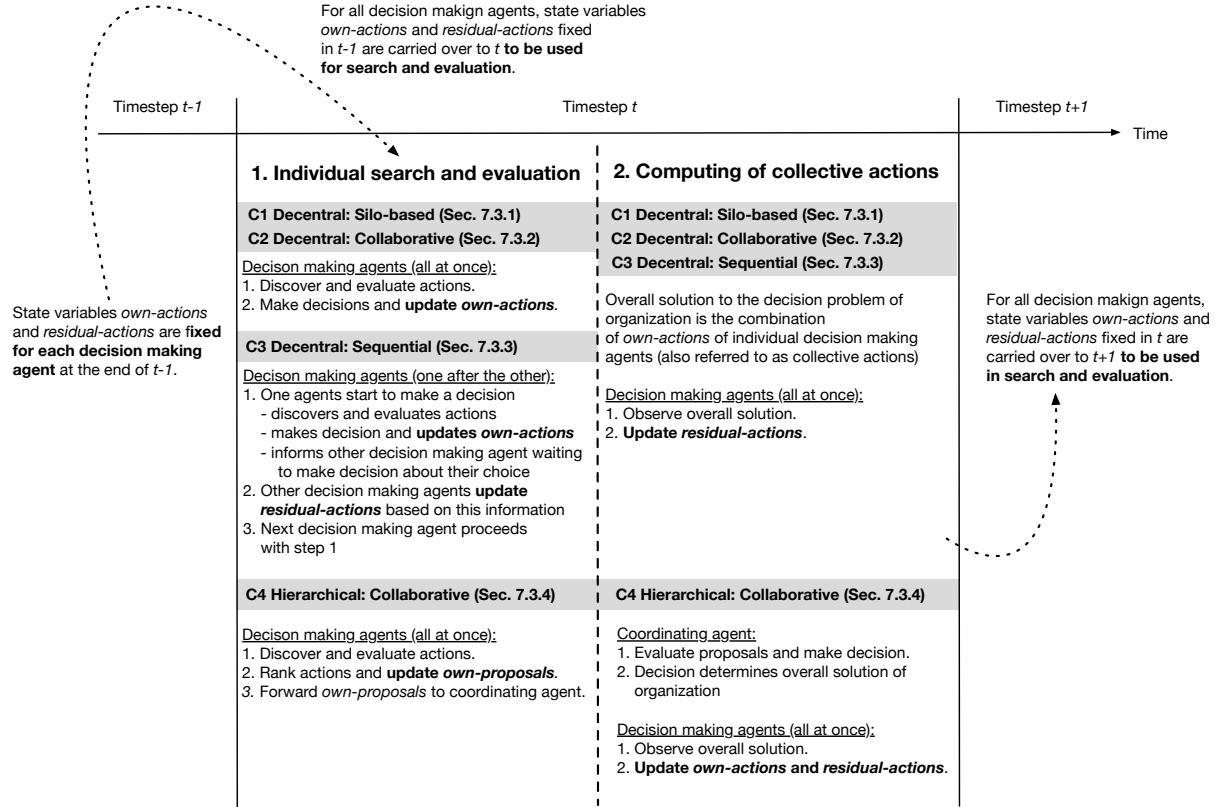 For all decision makign agents, state variables
own-actions and residual-actions fixed
in t-1 are carried over to t to be used
for search and evaluation.
Timestep t-1
Timestep t
Timestep t+1
Time
1. Individual search and evaluation
C1 Decentral: Silo-based (Sec. 7.3.1)
C2 Decentral: Collaborative (Sec. 7.3.2)
Decison making agents (all at once):
1. Discover and evaluate actions.
2. Make decisions and update own-actions.
State variables own-actions
and residual-actions are fixed
for each decision making
agent at the end of t-1.
C3 Decentral: Sequential (Sec. 7.3.3)
Decison making agents (one after the other):
1. One agents start to make a decision
- discovers and evaluates actions
- makes decision and updates own-actions
- informs other decision making agent waiting
to make decision about their choice
2. Other decision making agents update
residual-actions based on this information
3. Next decision making agent proceeds
with step 1
C4 Hierarchical: Collaborative (Sec. 7.3.4)
Decison making agents (all at once):
1. Discover and evaluate actions.
2. Rank actions and update own-proposals.
3. Forward own-proposals to coordinating agent.
2. Computing of collective actions
C1 Decentral: Silo-based (Sec. 7.3.1)
C2 Decentral: Collaborative (Sec. 7.3.2)
C3 Decentral: Sequential (Sec. 7.3.3)
Overall solution to the decision problem of
organization is the combination
of own-actions of individual decision making
agents (also referred to as collective actions)
Decision making agents (all at once):
1. Observe overall solution.
2. Update residual-actions.
C4 Hierarchical: Collaborative (Sec. 7.3.4)
Coordinating agent:
1. Evaluate proposals and make decision.
2. Decision determines overall solution of
organization
Decision making agents (all at once):
1. Observe overall solution.
2. Update own-actions and residual-actions.
For all decision makign agents,
state variables own-actions and
residual-actions fixed in t are
carried over to t+1 to be used
in search and evaluation.